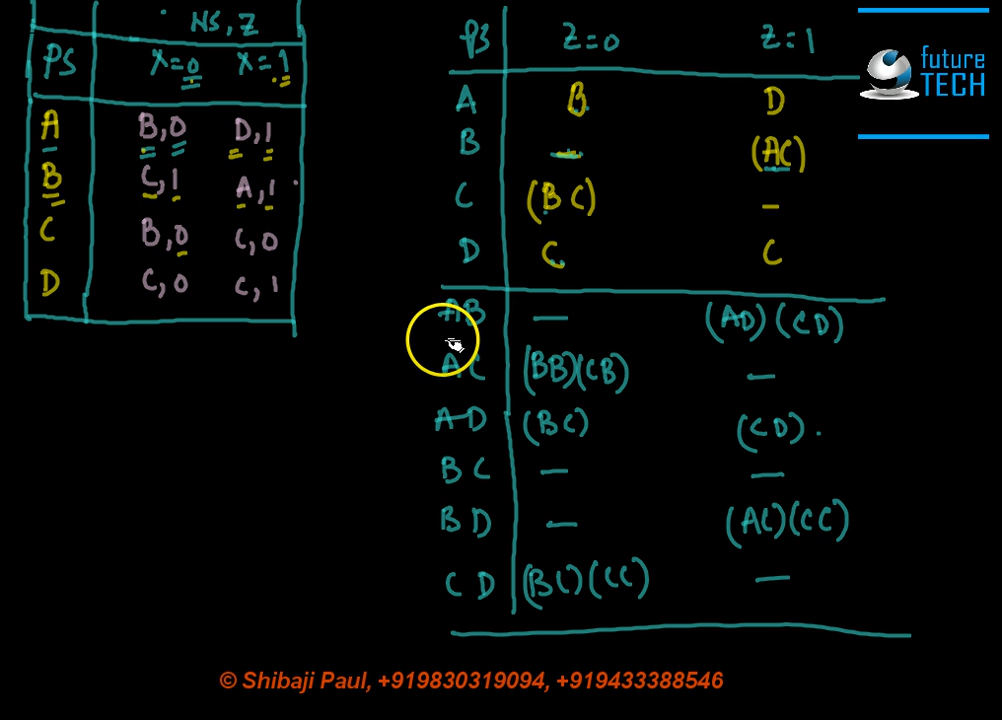 NS, Z
PS X=0 X=1
A B,0 D,1
B C,1 A,1
C B,0 C,0
D C,0 C,1
PS Z=0 Z=1
A B D
B — (AC)
C (BC) –
D C C
AB — (AD)(CD)
AC (BB)(CB) —
AD (BC) (CD).
BC — —
BD — (AC)(CC)
CD (BC)(CC) —
future
TECH
© Shibaji Paul, +919830319094, +919433388546